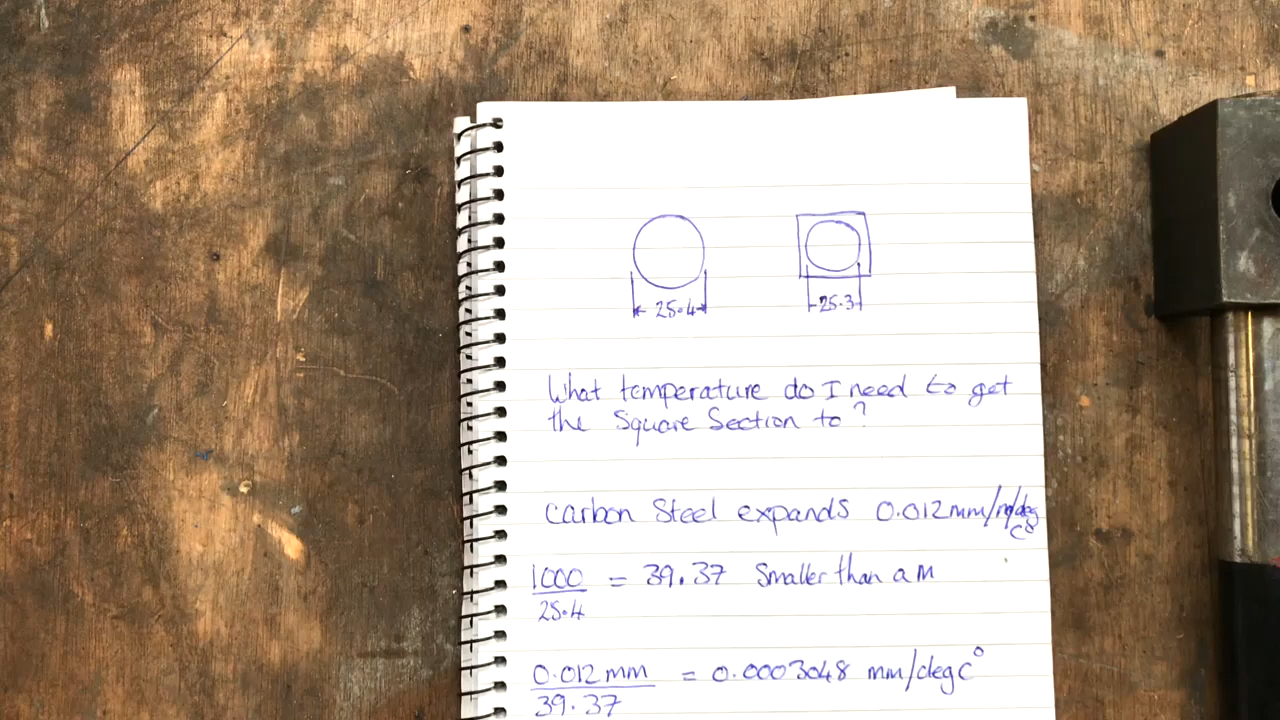 25.4 25.3
What temperature do I need to get
the Square Section to?
Carbon Steel expands 0.012mm/m/deg
C°
1000 = 39.37 Smaller than a M
25.4
0.012mm = 0.0003048 mm/deg C°
39.37